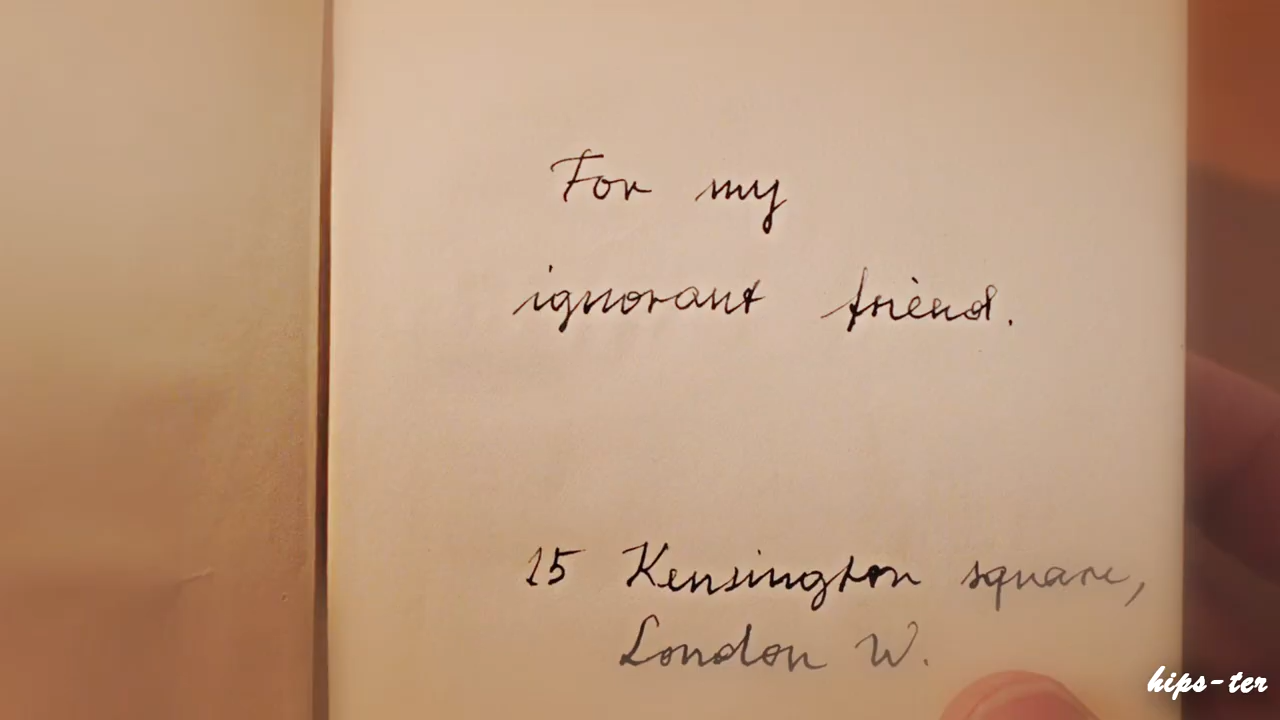 For my
ignorant friend.
15 Kensington square,
London W.
hips-ter